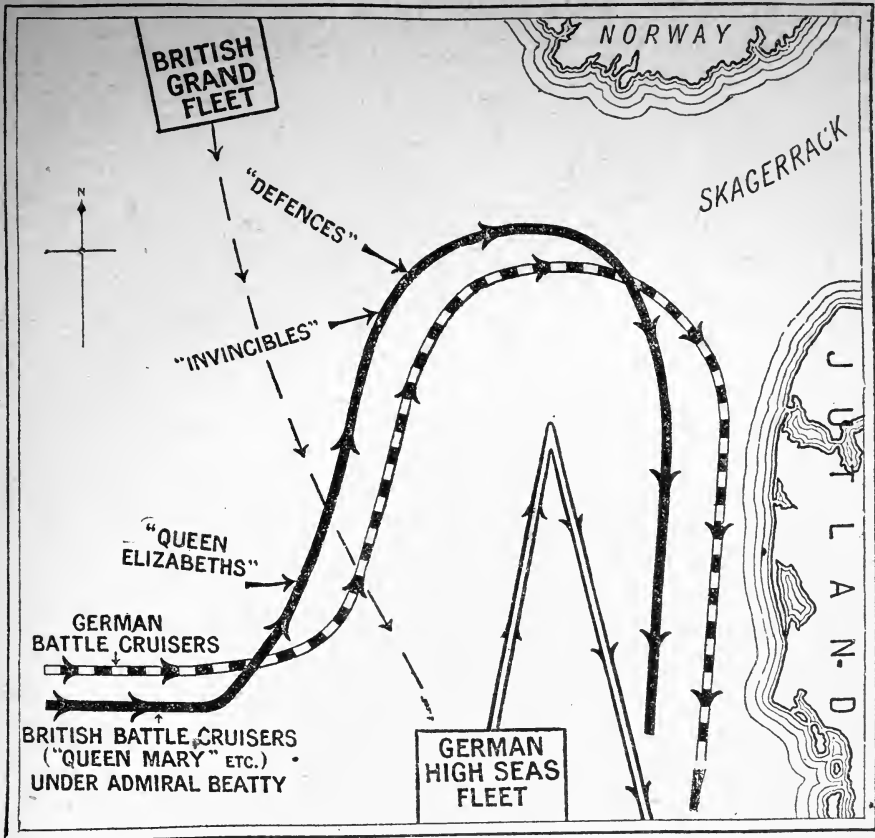 BRITISH
GRAND
FLEET
NORWAY
SKAGERRACK
N
"DEFENCES"
"INVINCIBLES"
JUTLAND
"QUEEN
ELIZABETHS"
GERMAN
BATTLE CRUISERS
BRITISH BATTLE CRUISERS
("QUEEN MARY" ETC.)
UNDER ADMIRAL BEATTY
GERMAN
HIGH SEAS
FLEET